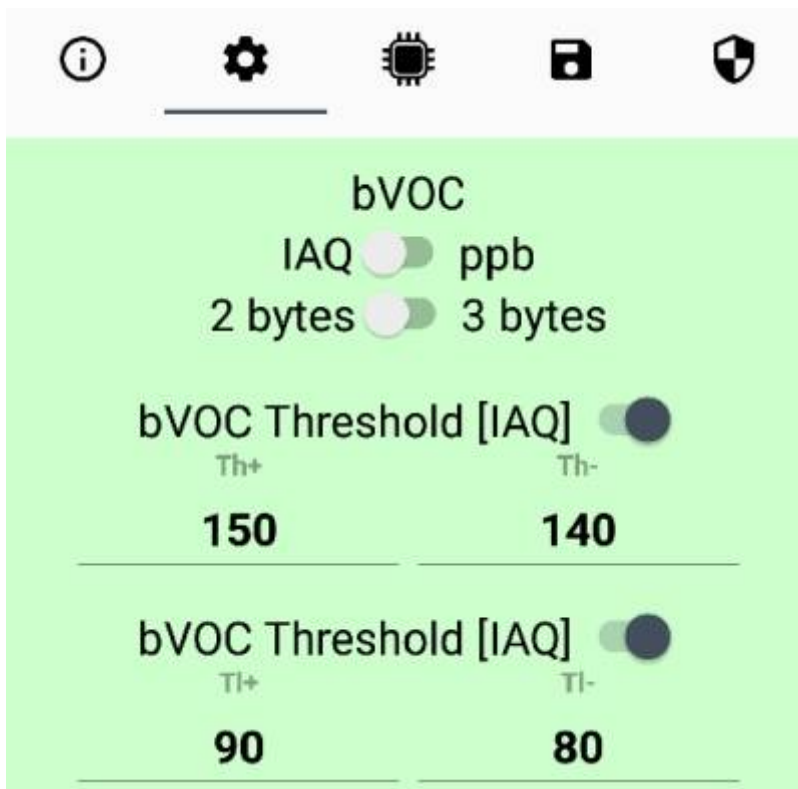 bVOC
IAQ ppb
2 bytes 3 bytes
bVOC Threshold [IAQ]
Th+ Th-
150 140
bVOC Threshold [IAQ]
Tl+ Tl-
90 80